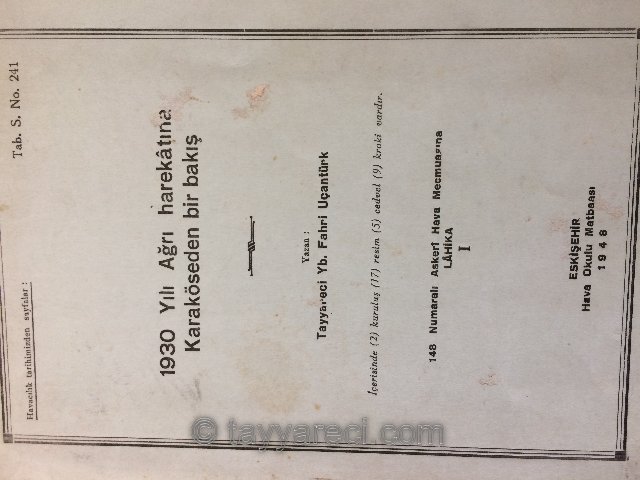 Tab. S. No. 241
Havacılık tarihimizden sayfalar :
1930 Yılı Ağrı harekâtına
Karaköseden bir bakış
Yazan :
Tayyareci Yb. Fahri Uçantürk
İçerisinde (2) kuruluş (17) resim (5) cedvel (9) kroki vardır.
148 Numaralı Askerî Hava Mecmuasına
LÂHİKA
I
ESKİŞEHİR
Hava Okulu Matbaası
1948
© tayyareci.com